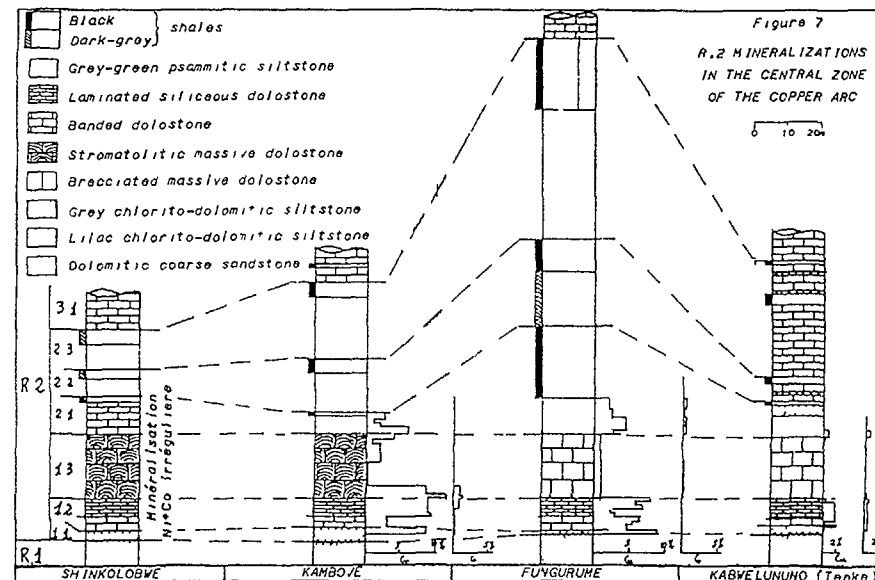 Black
Dark-gray
shales
Grey-green psammitic siltstone
Laminated siliceous dolostone
Banded dolostone
Stromatolitic massive dolostone
Brecciated massive dolostone
Grey chlorito-dolomitic siltstone
Lilac chlorito-dolomitic siltstone
Dolomitic coarse sandstone
Figure 7
R.2 MINERALIZATIONS
IN THE CENTRAL ZONE
OF THE COPPER ARC
0 10 20m
R2
31
23
22
21
13
12
11
R.1
Minéralisation
Ni+Co irrégulière
SHINKOLOBWE
KAMBOVE
FUNGURUME
KABWELUNUNO (Tenke)